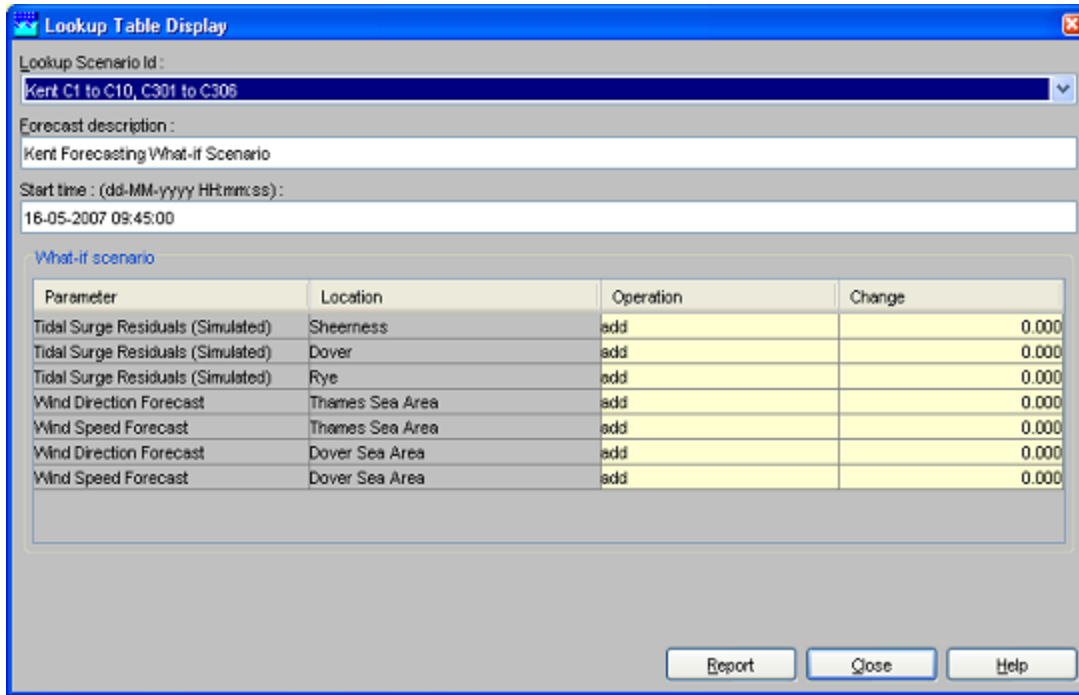 Lookup Table Display
Lookup Scenario Id :
Kent C1 to C10, C301 to C306
Forecast description :
Kent Forecasting What-if Scenario
Start time : (dd-MM-yyyy HH:mm:ss) :
16-05-2007 09:45:00
What-if scenario
Parameter Location Operation Change
Tidal Surge Residuals (Simulated) Sheerness add 0.000
Tidal Surge Residuals (Simulated) Dover add 0.000
Tidal Surge Residuals (Simulated) Rye add 0.000
Wind Direction Forecast Thames Sea Area add 0.000
Wind Speed Forecast Thames Sea Area add 0.000
Wind Direction Forecast Dover Sea Area add 0.000
Wind Speed Forecast Dover Sea Area add 0.000
Report Close Help